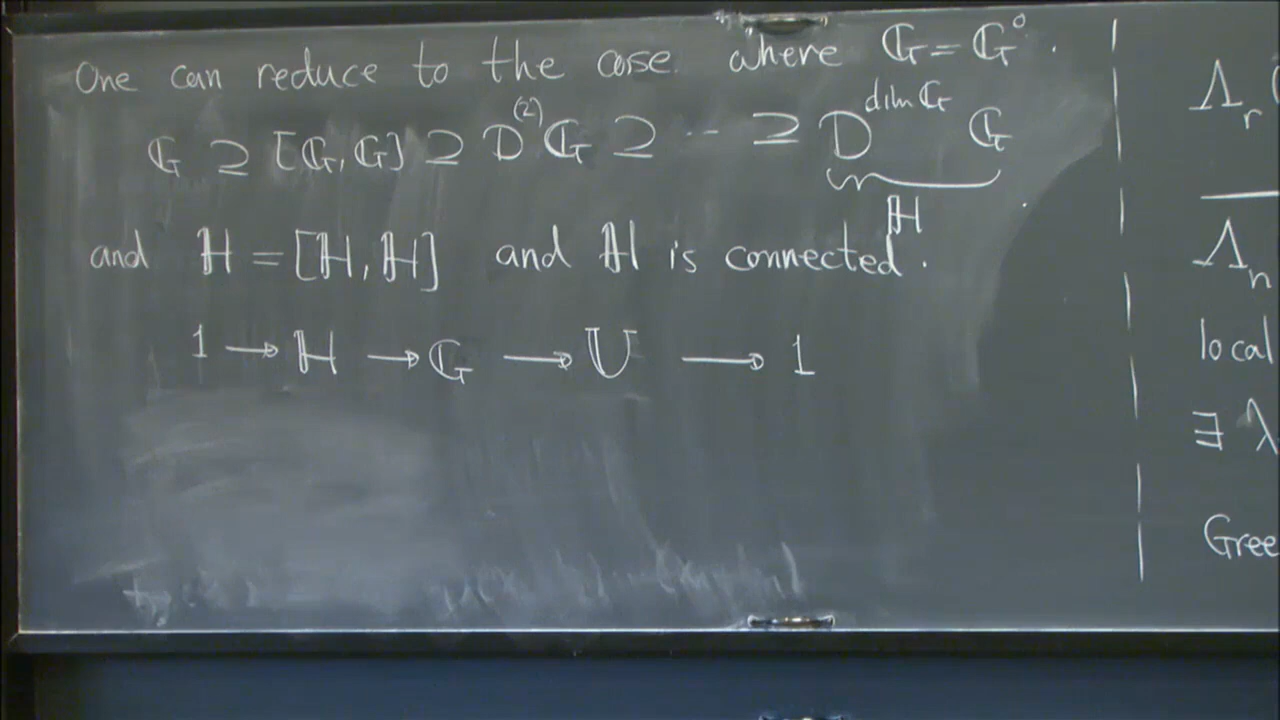 One can reduce to the case where 𝔾 = 𝔾°.
𝔾 ⊇ [𝔾, 𝔾] ⊇ D⁽²⁾𝔾 ⊇ ⋯ ⊇ D^{dim 𝔾} 𝔾
ℍ
and ℍ = [ℍ, ℍ] and ℍ is connected.
1 → ℍ → 𝔾 → 𝕌 → 1
Λ_r (
Λ_n
local
∃ λ
Gree